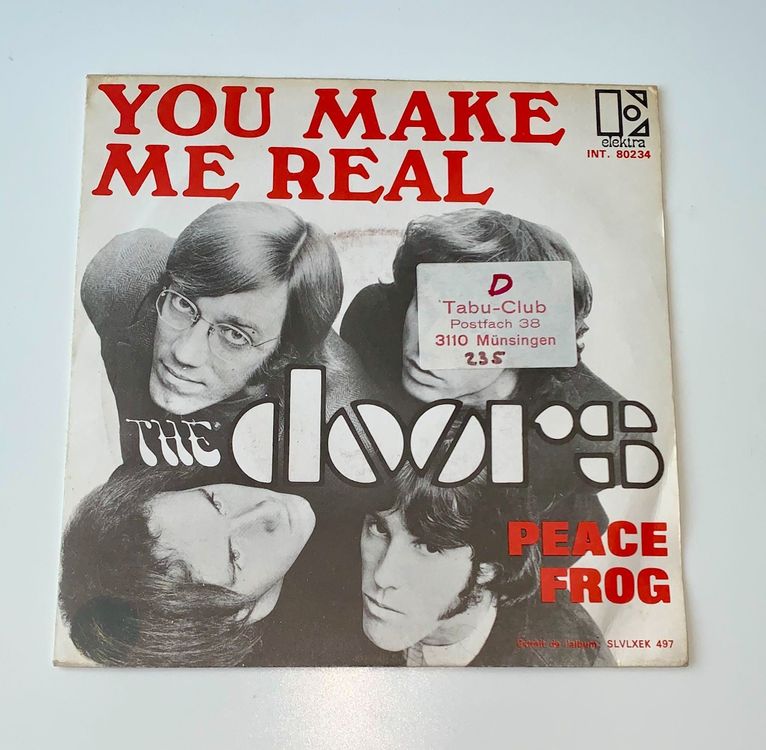 YOU MAKE
ME REAL
elektra
INT. 80234
D
Tabu-Club
Postfach 38
3110 Münsingen
235
THE doors
PEACE
FROG
Extrait de l'album: SLVLXEK 497